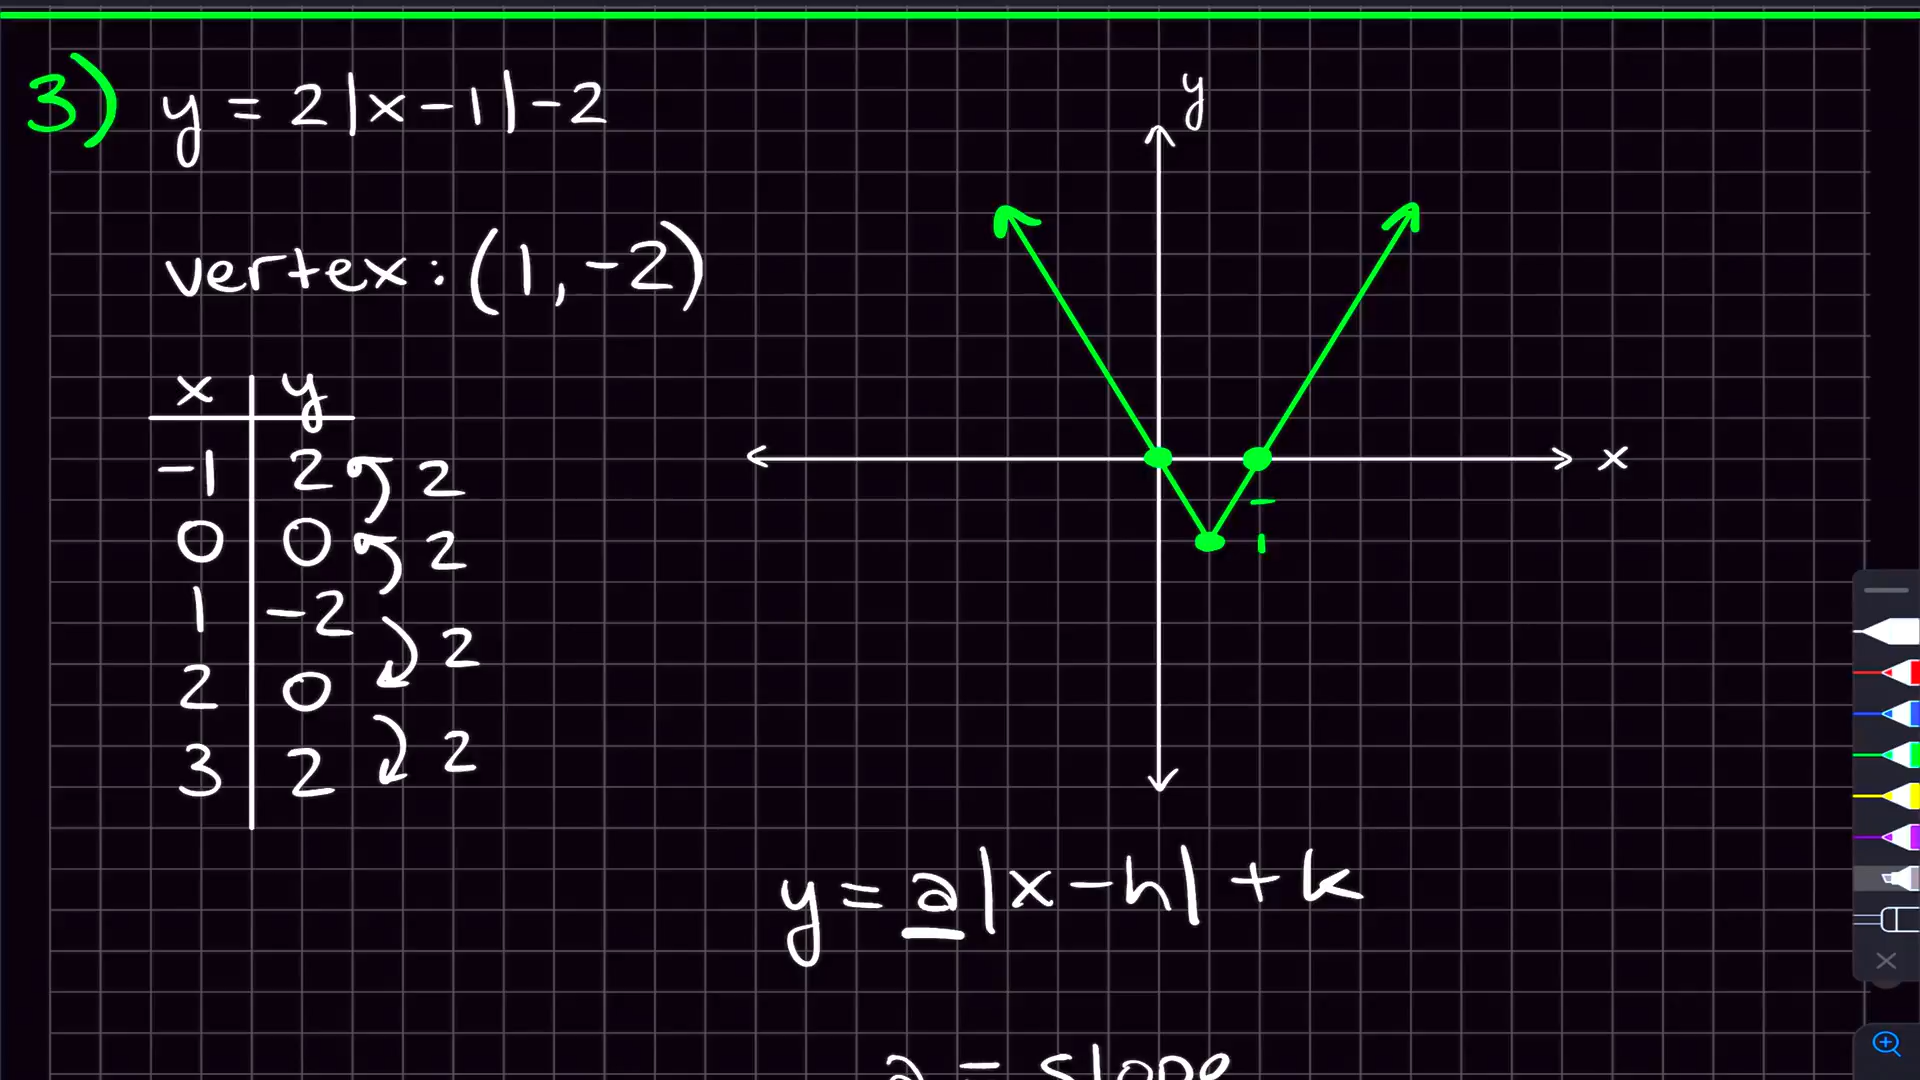 3) y = 2|x-1|-2
vertex: (1,-2)
x y
-1 2 2
0 0 2
1 -2 2
2 0 2
3 2
y
x
y = a|x-h| + k
a = slope